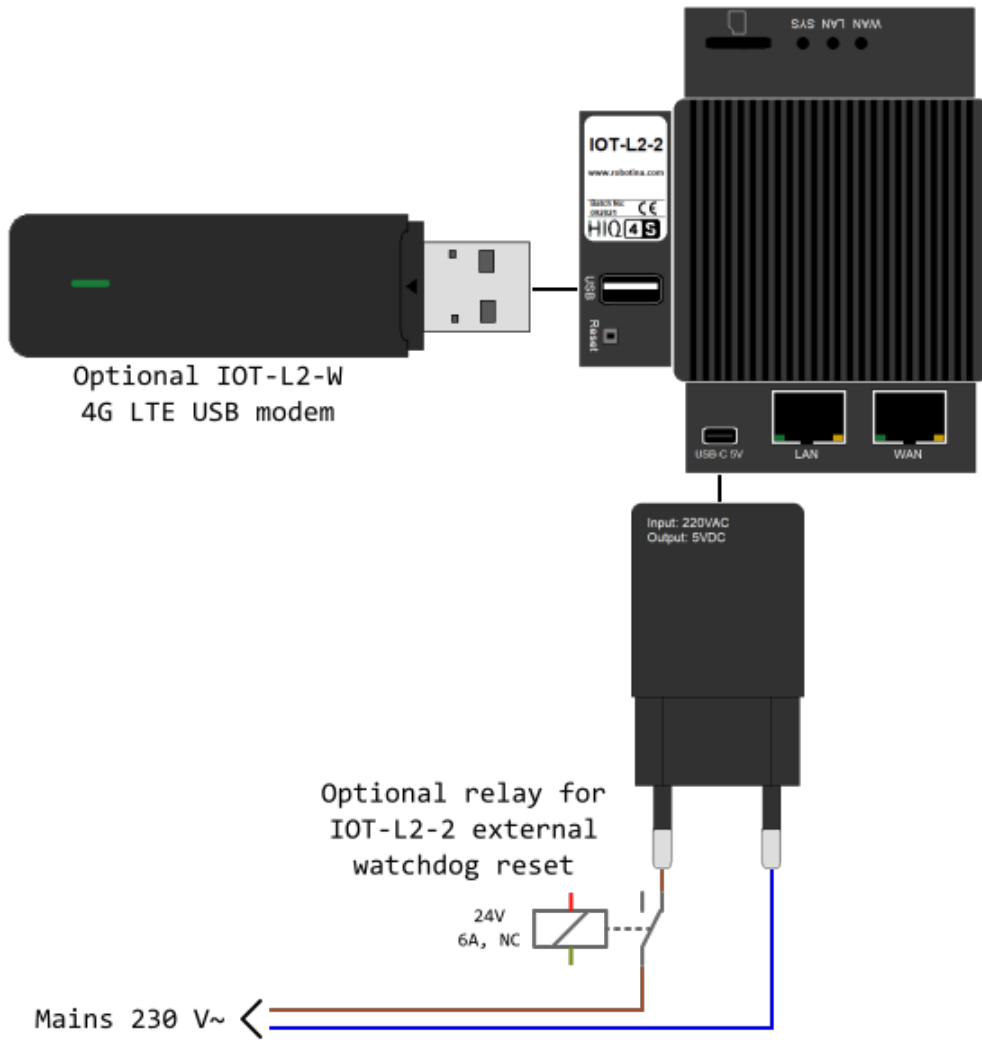 WAN LAN SYS
IOT-L2-2
www.robotina.com
Batch No:
HIQ 4S
USB
Reset
Optional IOT-L2-W
4G LTE USB modem
USB-C 5V
LAN
WAN
Input: 220VAC
Output: 5VDC
Optional relay for
IOT-L2-2 external
watchdog reset
24V
6A, NC
Mains 230 V~